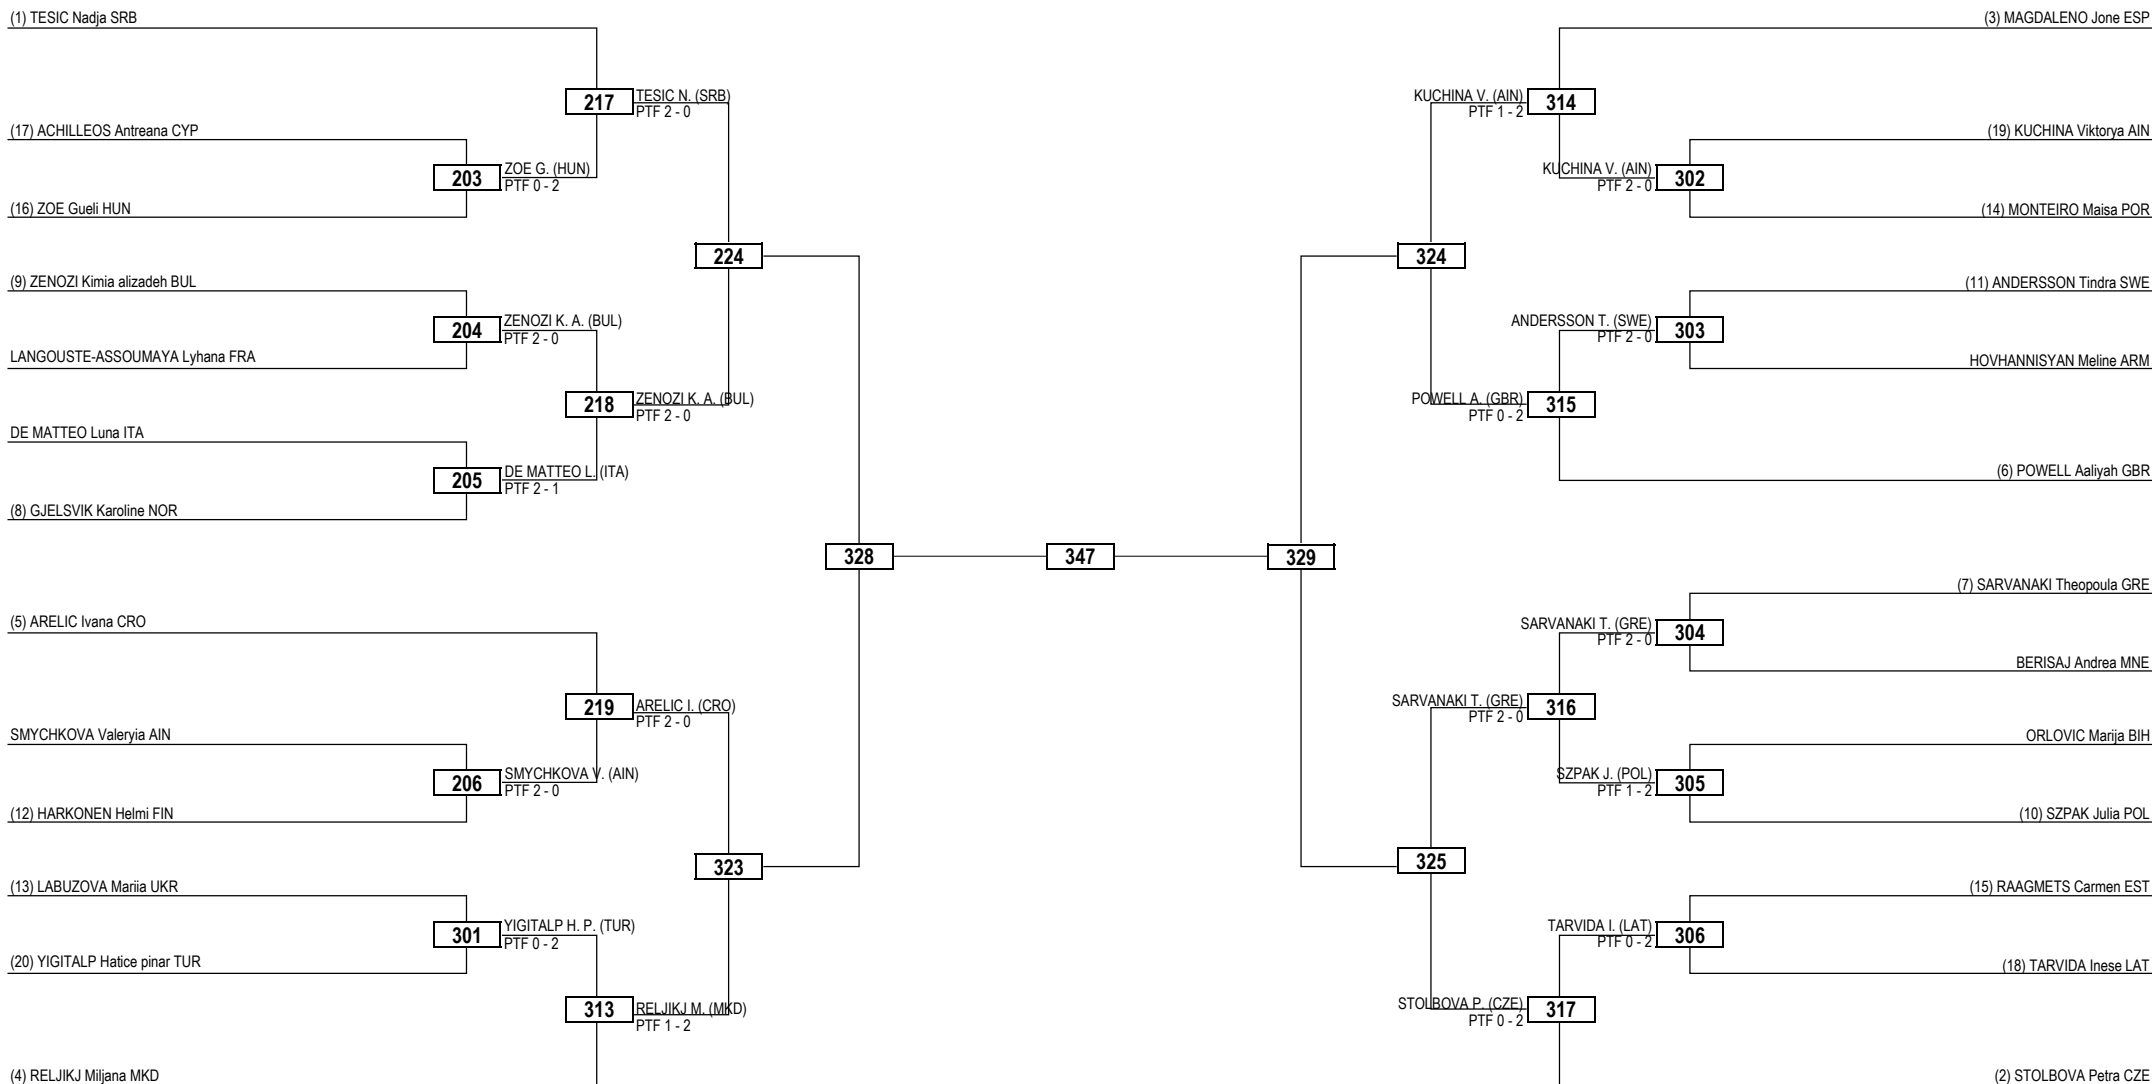 (1) TESIC Nadja SRB
217
TESIC N. (SRB)
PTF 2 - 0
(17) ACHILLEOS Antreana CYP
203
ZOE G. (HUN)
PTF 0 - 2
(16) ZOE Gueli HUN
224
(9) ZENOZI Kimia alizadeh BUL
204
ZENOZI K. A. (BUL)
PTF 2 - 0
LANGOUSTE-ASSOUMAYA Lyhana FRA
218
ZENOZI K. A. (BUL)
PTF 2 - 0
DE MATTEO Luna ITA
205
DE MATTEO L. (ITA)
PTF 2 - 1
(8) GJELSVIK Karoline NOR
328
347
329
(5) ARELIC Ivana CRO
219
ARELIC I. (CRO)
PTF 2 - 0
SMYCHKOVA Valeryia AIN
206
SMYCHKOVA V. (AIN)
PTF 2 - 0
(12) HARKONEN Helmi FIN
323
(13) LABUZOVA Mariia UKR
301
YIGITALP H. P. (TUR)
PTF 0 - 2
(20) YIGITALP Hatice pinar TUR
313
RELJIKJ M. (MKD)
PTF 1 - 2
(4) RELJIKJ Miljana MKD
(3) MAGDALENO Jone ESP
KUCHINA V. (AIN)
PTF 1 - 2
314
(19) KUCHINA Viktorya AIN
KUCHINA V. (AIN)
PTF 2 - 0
302
(14) MONTEIRO Maisa POR
324
(11) ANDERSSON Tindra SWE
ANDERSSON T. (SWE)
PTF 2 - 0
303
HOVHANNISYAN Meline ARM
POWELL A. (GBR)
PTF 0 - 2
315
(6) POWELL Aaliyah GBR
(7) SARVANAKI Theopoula GRE
SARVANAKI T. (GRE)
PTF 2 - 0
304
BERISAJ Andrea MNE
SARVANAKI T. (GRE)
PTF 2 - 0
316
ORLOVIC Marija BIH
SZPAK J. (POL)
PTF 1 - 2
305
(10) SZPAK Julia POL
325
(15) RAAGMETS Carmen EST
TARVIDA I. (LAT)
PTF 0 - 2
306
(18) TARVIDA Inese LAT
STOLBOVA P. (CZE)
PTF 0 - 2
317
(2) STOLBOVA Petra CZE